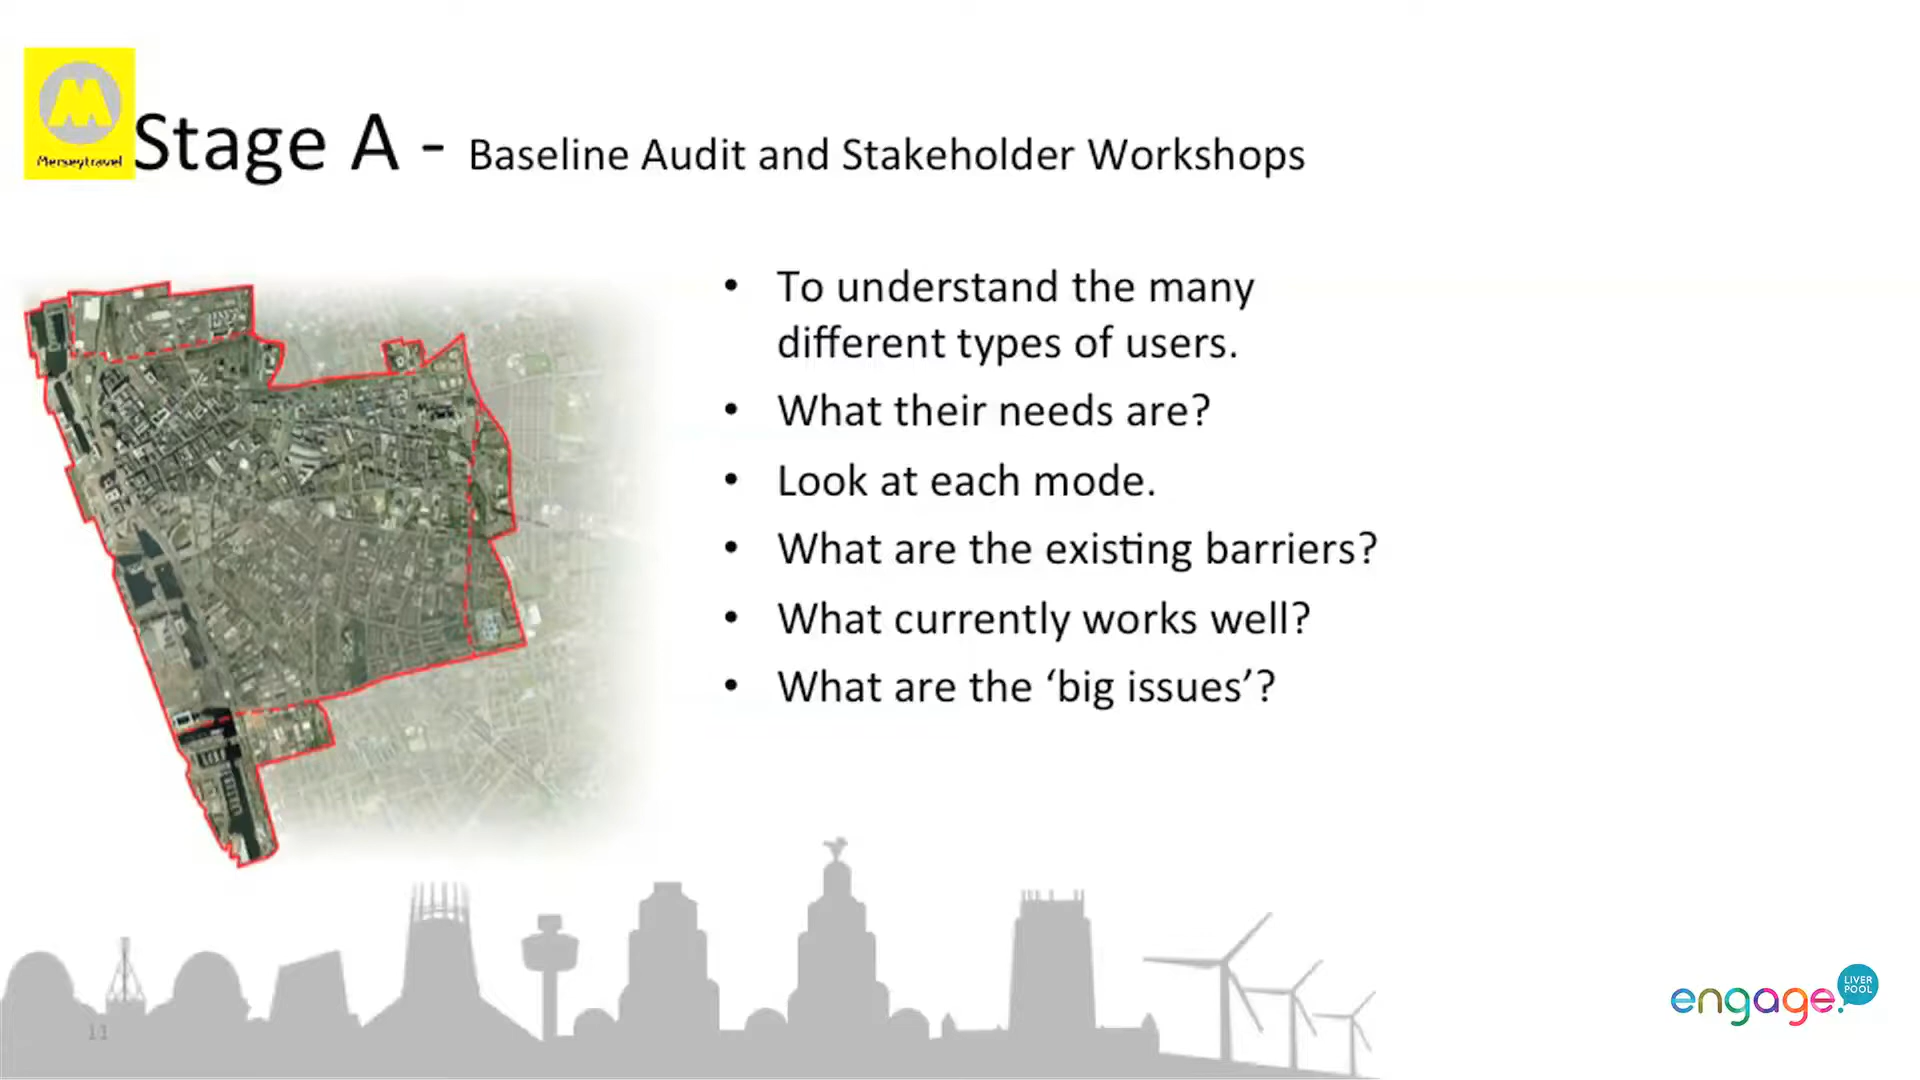 Merseytravel
Stage A - Baseline Audit and Stakeholder Workshops
• To understand the many
different types of users.
• What their needs are?
• Look at each mode.
• What are the existing barriers?
• What currently works well?
• What are the ‘big issues’?
11
engage.
LIVER
POOL